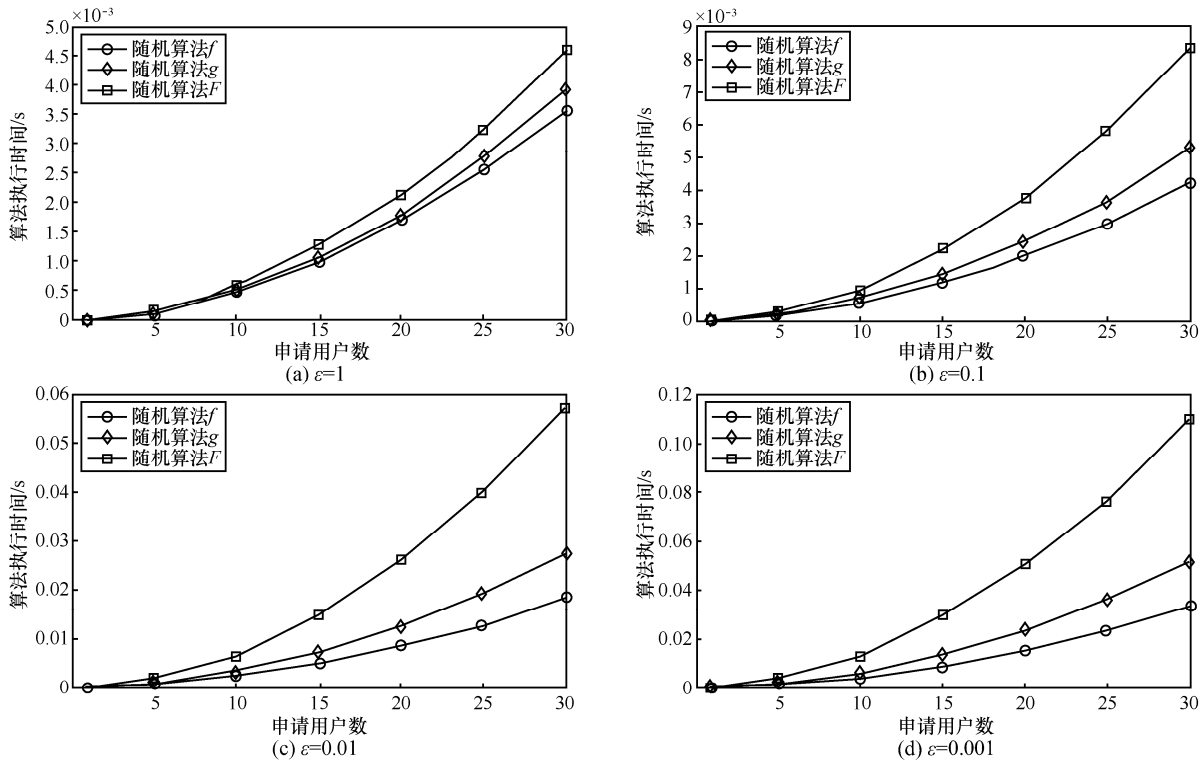 ×10⁻³
5.0
4.5
4.0
3.5
3.0
2.5
2.0
1.5
1.0
0.5
0
算法执行时间/s
随机算法f
随机算法g
随机算法F
5
10
15
20
25
30
申请用户数
(a) ε=1
×10⁻³
9
8
7
6
5
4
3
2
1
0
算法执行时间/s
随机算法f
随机算法g
随机算法F
5
10
15
20
25
30
申请用户数
(b) ε=0.1
0.06
0.05
0.04
0.03
0.02
0.01
0
算法执行时间/s
随机算法f
随机算法g
随机算法F
5
10
15
20
25
30
申请用户数
(c) ε=0.01
0.12
0.10
0.08
0.06
0.04
0.02
0
算法执行时间/s
随机算法f
随机算法g
随机算法F
5
10
15
20
25
30
申请用户数
(d) ε=0.001